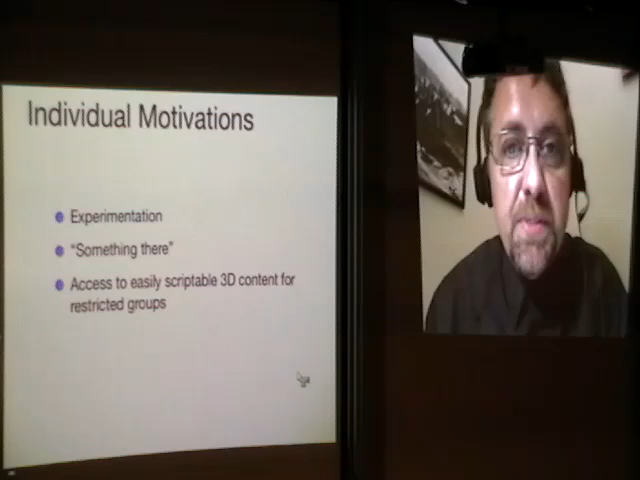 Individual Motivations
Experimentation
"Something there"
Access to easily scriptable 3D content for
restricted groups